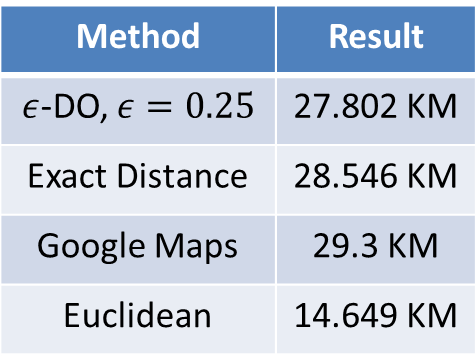 Method Result
ϵ-DO, ϵ = 0.25 27.802 KM
Exact Distance 28.546 KM
Google Maps 29.3 KM
Euclidean 14.649 KM